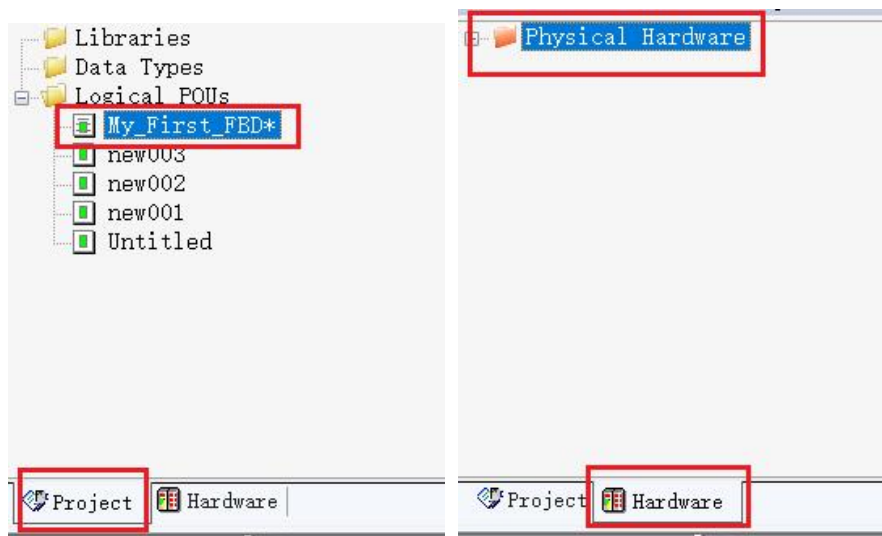 Libraries
Data Types
Logical POUs
My_First_FBD*
new003
new002
new001
Untitled
Project
Hardware
Physical Hardware
Project
Hardware